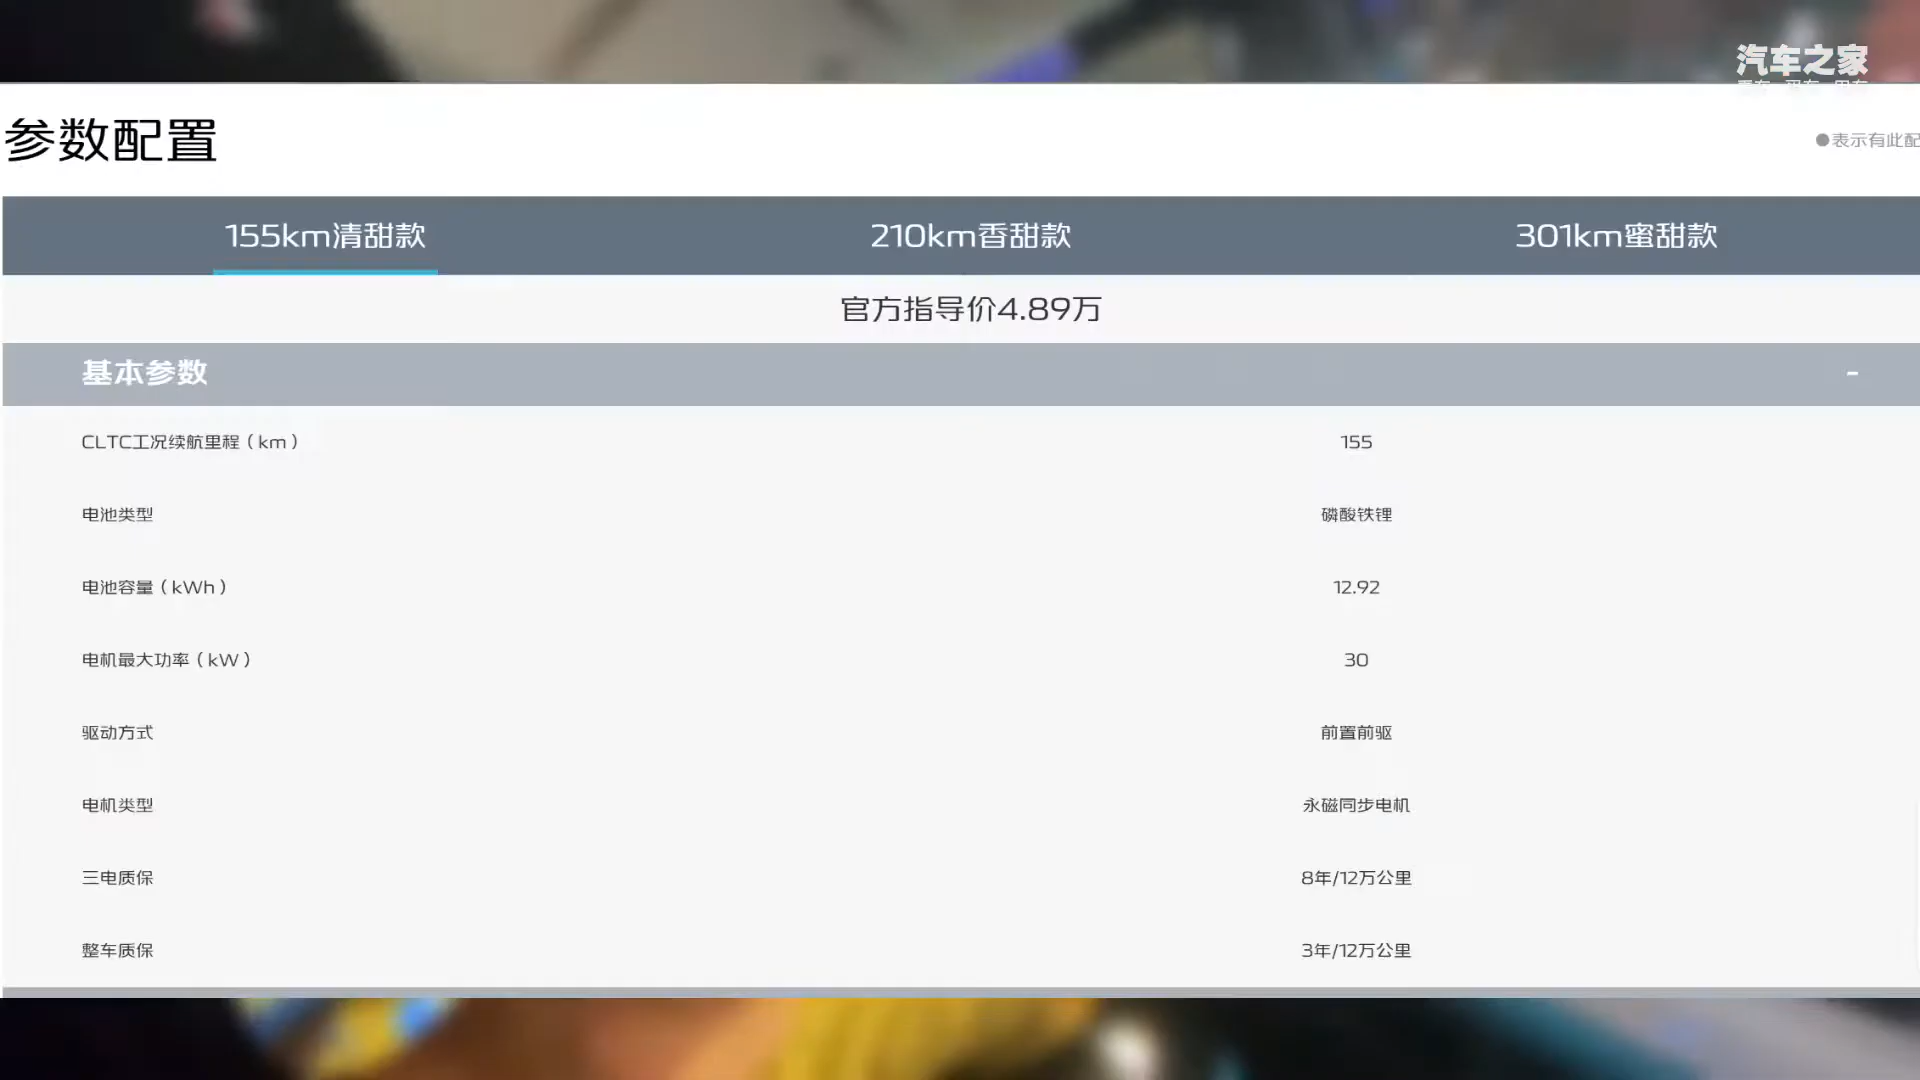 汽车之家
参数配置
●表示有此配
155km清甜款 210km香甜款 301km蜜甜款
官方指导价4.89万
基本参数 -
CLTC工况续航里程（km） 155
电池类型 磷酸铁锂
电池容量（kWh） 12.92
电机最大功率（kW） 30
驱动方式 前置前驱
电机类型 永磁同步电机
三电质保 8年/12万公里
整车质保 3年/12万公里